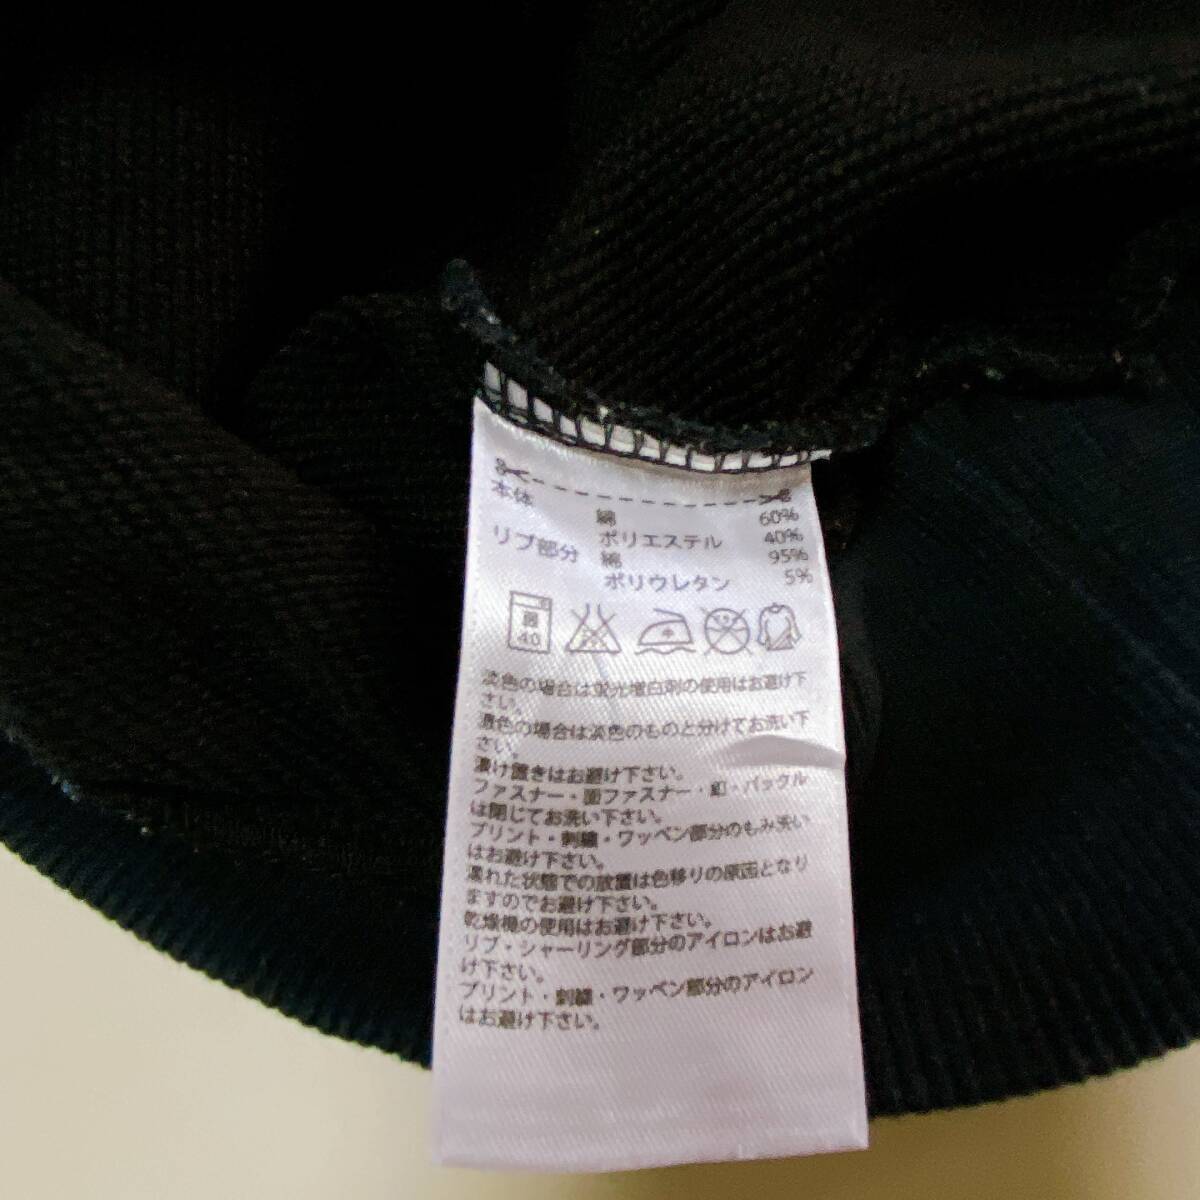 本体 綿 60%
ポリエステル 40%
リブ部分 綿 95%
ポリウレタン 5%
40
淡色の場合は蛍光増白剤の使用はお避け下
さい。
濃色の場合は淡色のものと分けてお洗い下
さい。
漬け置きはお避け下さい。
ファスナー・面ファスナー・釦・バックル
は閉じてお洗い下さい。
プリント・刺繍・ワッペン部分のもみ洗い
はお避け下さい。
濡れた状態での放置は色移りの原因となり
ますのでお避け下さい。
乾燥機の使用はお避け下さい。
リブ・シャーリング部分のアイロンはお避
け下さい。
プリント・刺繍・ワッペン部分のアイロン
はお避け下さい。